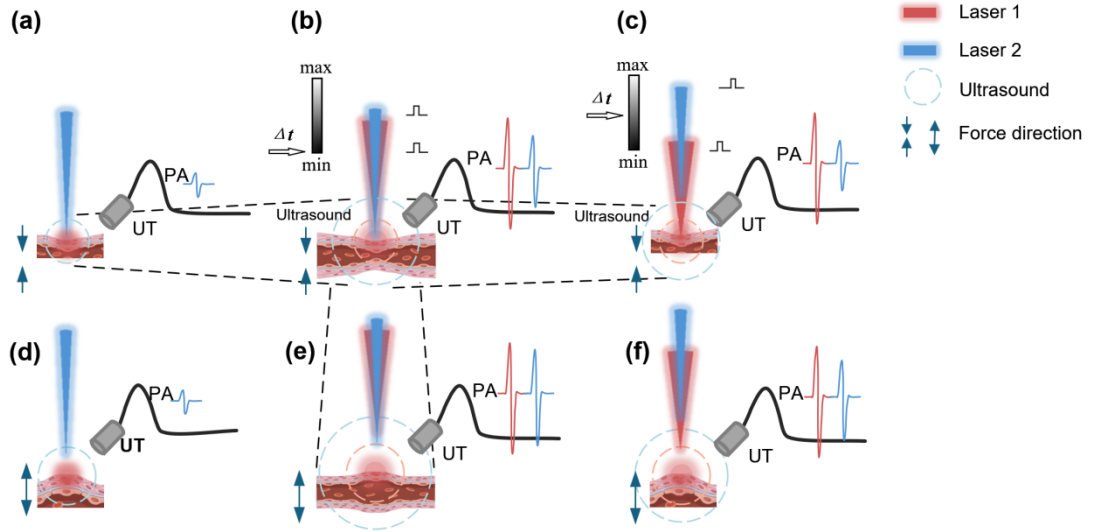 (a)
(b)
(c)
Laser 1
Laser 2
Ultrasound
Force direction
max
Δt
min
PA
UT
Ultrasound
max
Δt
min
PA
UT
Ultrasound
PA
UT
(d)
(e)
(f)
PA
UT
PA
UT
PA
UT